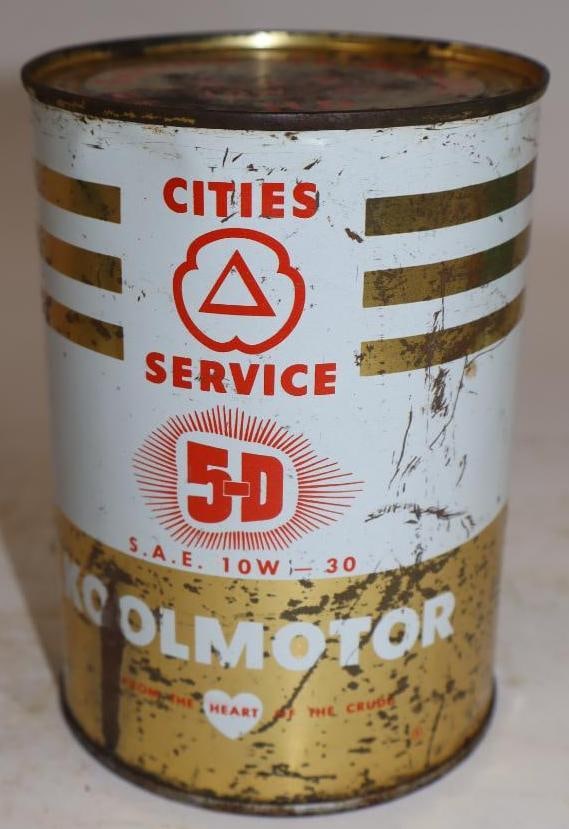 CITIES
SERVICE
5-D
S.A.E. 10W — 30
KOOLMOTOR
FROM THE HEART OF THE CRUDE